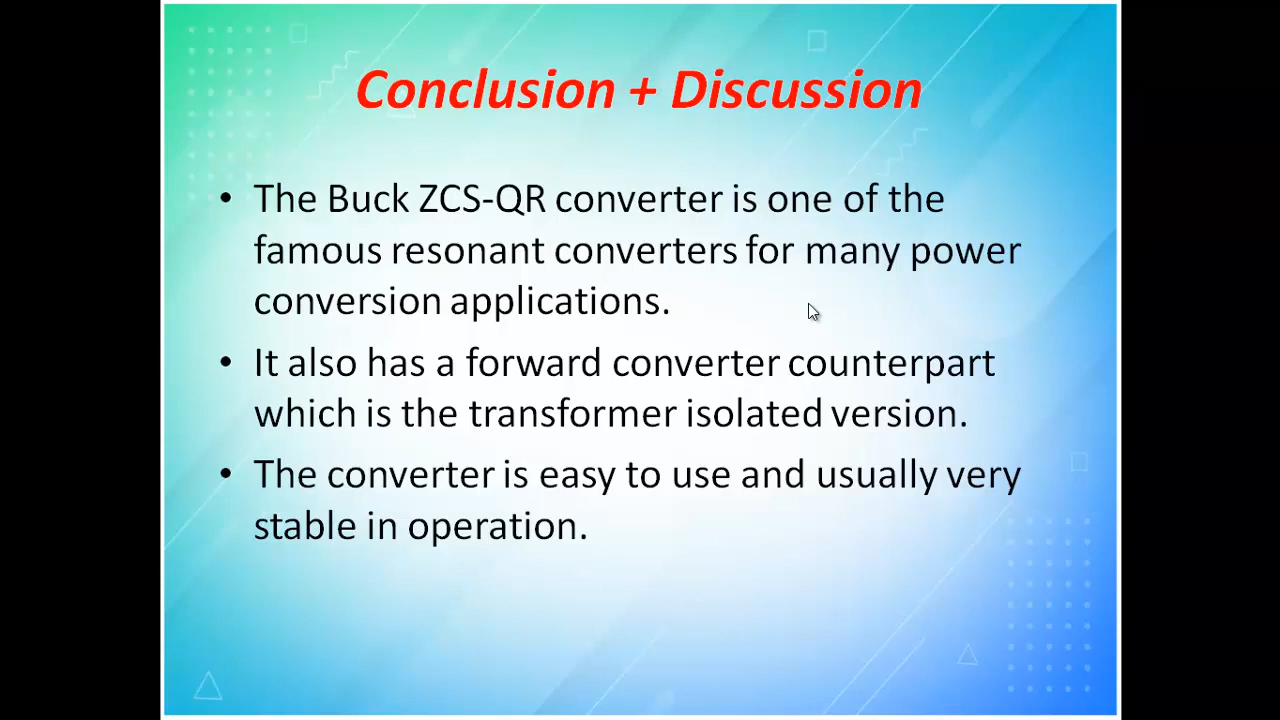 Conclusion + Discussion
• The Buck ZCS-QR converter is one of the
famous resonant converters for many power
conversion applications.
• It also has a forward converter counterpart
which is the transformer isolated version.
• The converter is easy to use and usually very
stable in operation.